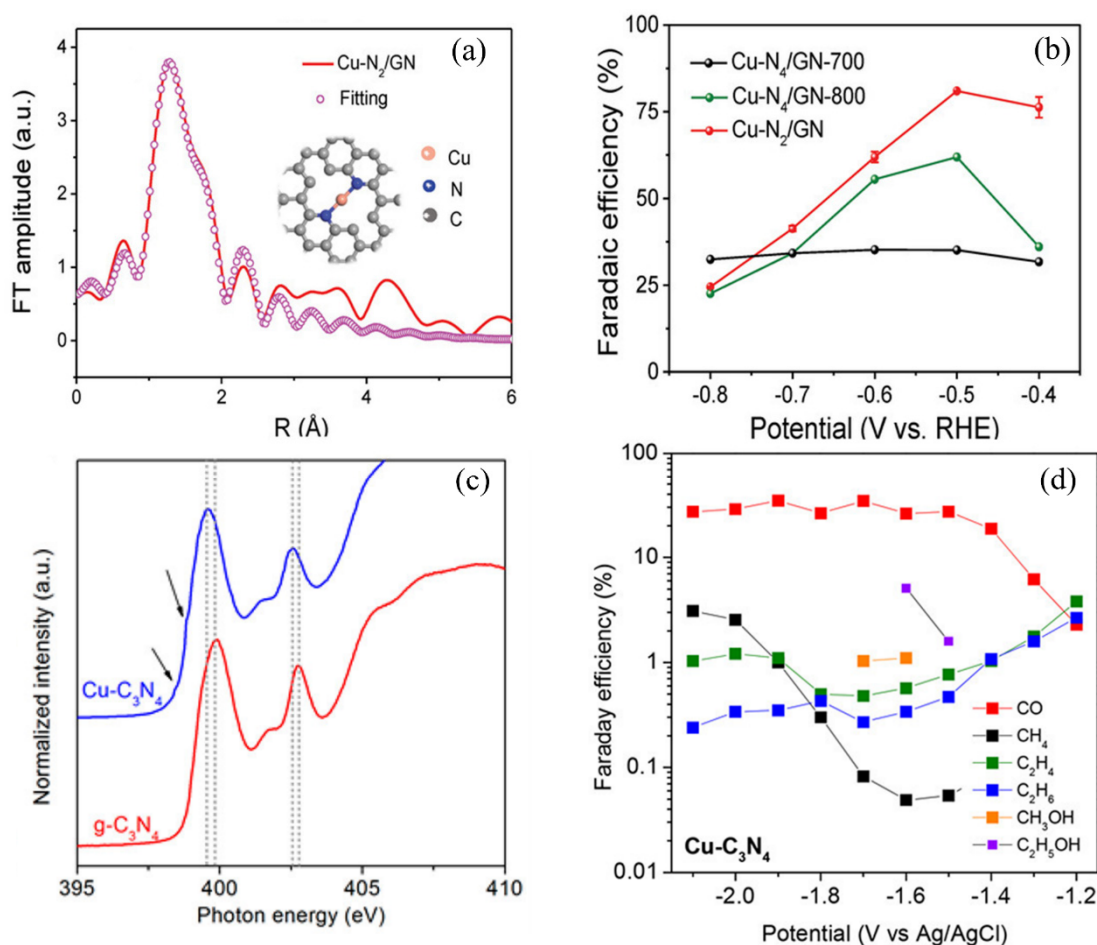 (a)
Cu-N₂/GN
Fitting
Cu
N
C
FT amplitude (a.u.)
4
3
2
1
0
0 2 4 6
R (Å)
(b)
Cu-N₄/GN-700
Cu-N₄/GN-800
Cu-N₂/GN
Faradaic efficiency (%)
100
75
50
25
0
-0.8 -0.7 -0.6 -0.5 -0.4
Potential (V vs. RHE)
(c)
Normalized intensity (a.u.)
Cu-C₃N₄
g-C₃N₄
395 400 405 410
Photon energy (eV)
(d)
Faraday efficiency (%)
100
10
1
0.1
0.01
CO
CH₄
C₂H₄
C₂H₆
CH₃OH
C₂H₅OH
Cu-C₃N₄
-2.0 -1.8 -1.6 -1.4 -1.2
Potential (V vs Ag/AgCl)